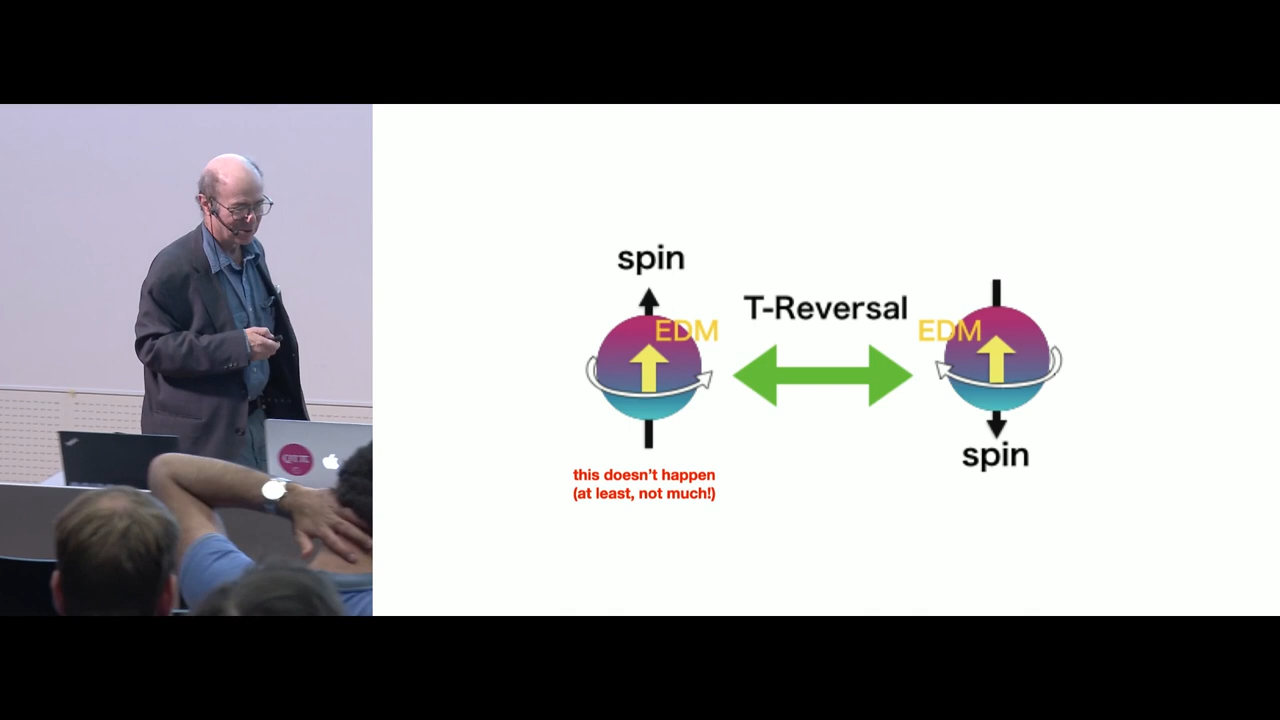 spin
T-Reversal
EDM
EDM
spin
this doesn't happen
(at least, not much!)